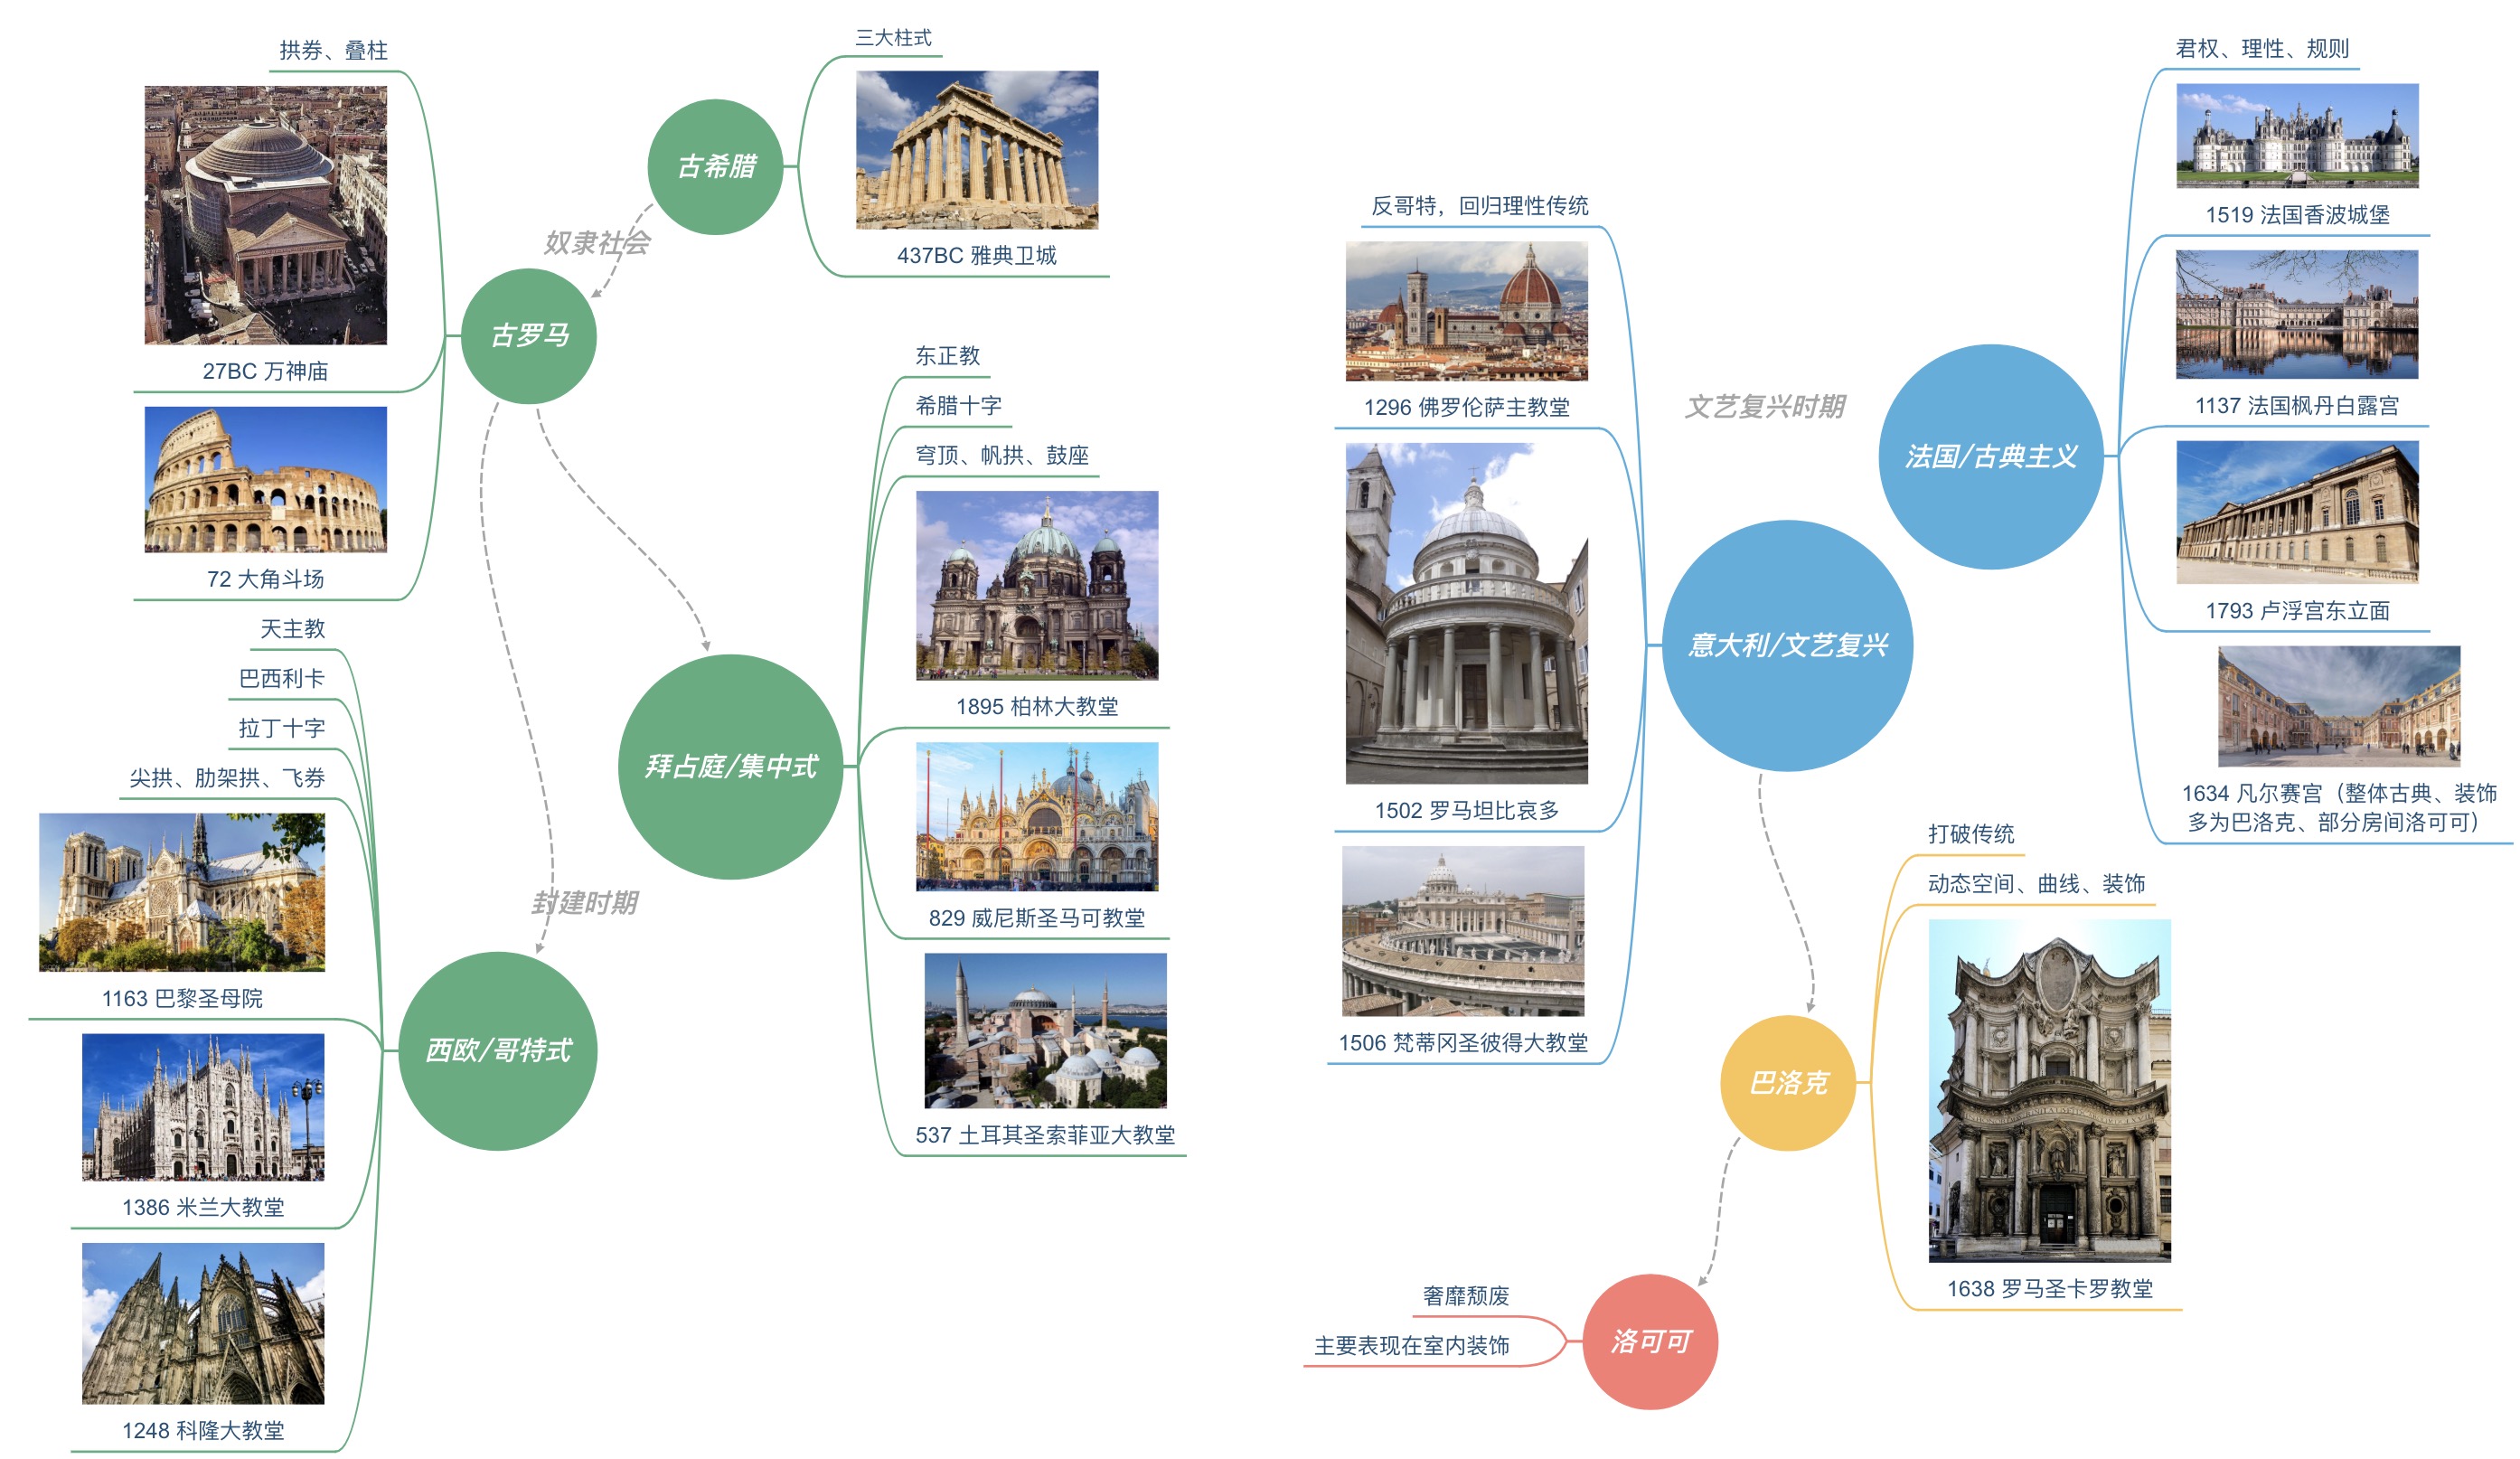 古希腊
三大柱式
437BC 雅典卫城
奴隶社会
古罗马
拱券、叠柱
27BC 万神庙
72 大角斗场
拜占庭/集中式
东正教
希腊十字
穹顶、帆拱、鼓座
1895 柏林大教堂
829 威尼斯圣马可教堂
537 土耳其圣索菲亚大教堂
封建时期
西欧/哥特式
天主教
巴西利卡
拉丁十字
尖拱、肋架拱、飞券
1163 巴黎圣母院
1386 米兰大教堂
1248 科隆大教堂
文艺复兴时期
意大利/文艺复兴
反哥特，回归理性传统
1296 佛罗伦萨主教堂
1502 罗马坦比哀多
1506 梵蒂冈圣彼得大教堂
法国/古典主义
君权、理性、规则
1519 法国香波城堡
1137 法国枫丹白露宫
1793 卢浮宫东立面
1634 凡尔赛宫（整体古典、装饰
多为巴洛克、部分房间洛可可）
巴洛克
打破传统
动态空间、曲线、装饰
1638 罗马圣卡罗教堂
洛可可
奢靡颓废
主要表现在室内装饰